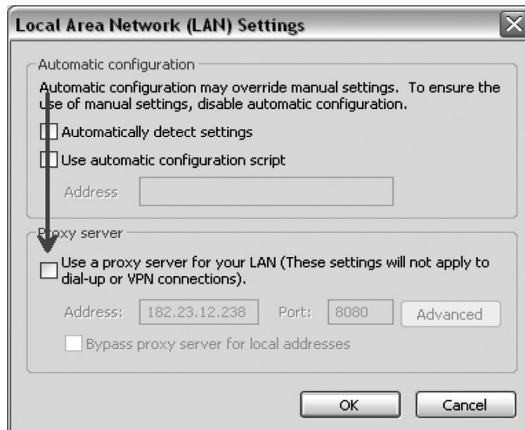 Local Area Network (LAN) Settings
Automatic configuration
Automatic configuration may override manual settings. To ensure the
use of manual settings, disable automatic configuration.
Automatically detect settings
Use automatic configuration script
Address
Proxy server
Use a proxy server for your LAN (These settings will not apply to
dial-up or VPN connections).
Address: 182.23.12.238 Port: 8080 Advanced
Bypass proxy server for local addresses
OK Cancel